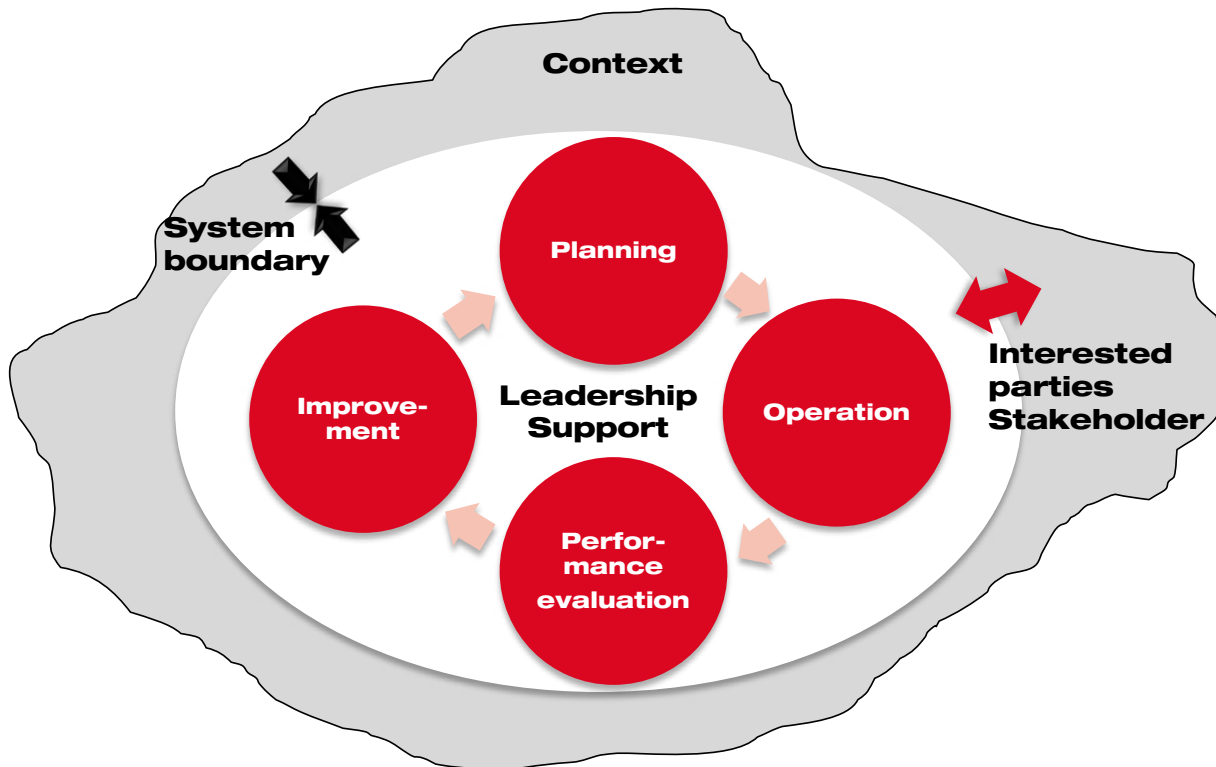 Context
System
boundary
Planning
Improve-
ment
Leadership
Support
Operation
Interested
parties
Stakeholder
Perfor-
mance
evaluation